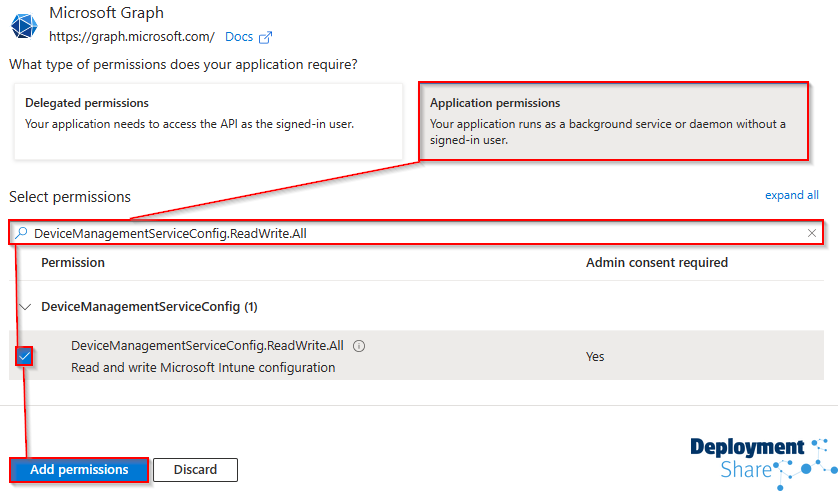 Microsoft Graph
https://graph.microsoft.com/ Docs
What type of permissions does your application require?
Delegated permissions
Your application needs to access the API as the signed-in user.
Application permissions
Your application runs as a background service or daemon without a
signed-in user.
Select permissions
expand all
DeviceManagementServiceConfig.ReadWrite.All
Permission
Admin consent required
DeviceManagementServiceConfig (1)
DeviceManagementServiceConfig.ReadWrite.All
Read and write Microsoft Intune configuration
Yes
Add permissions
Discard
Deployment
Share